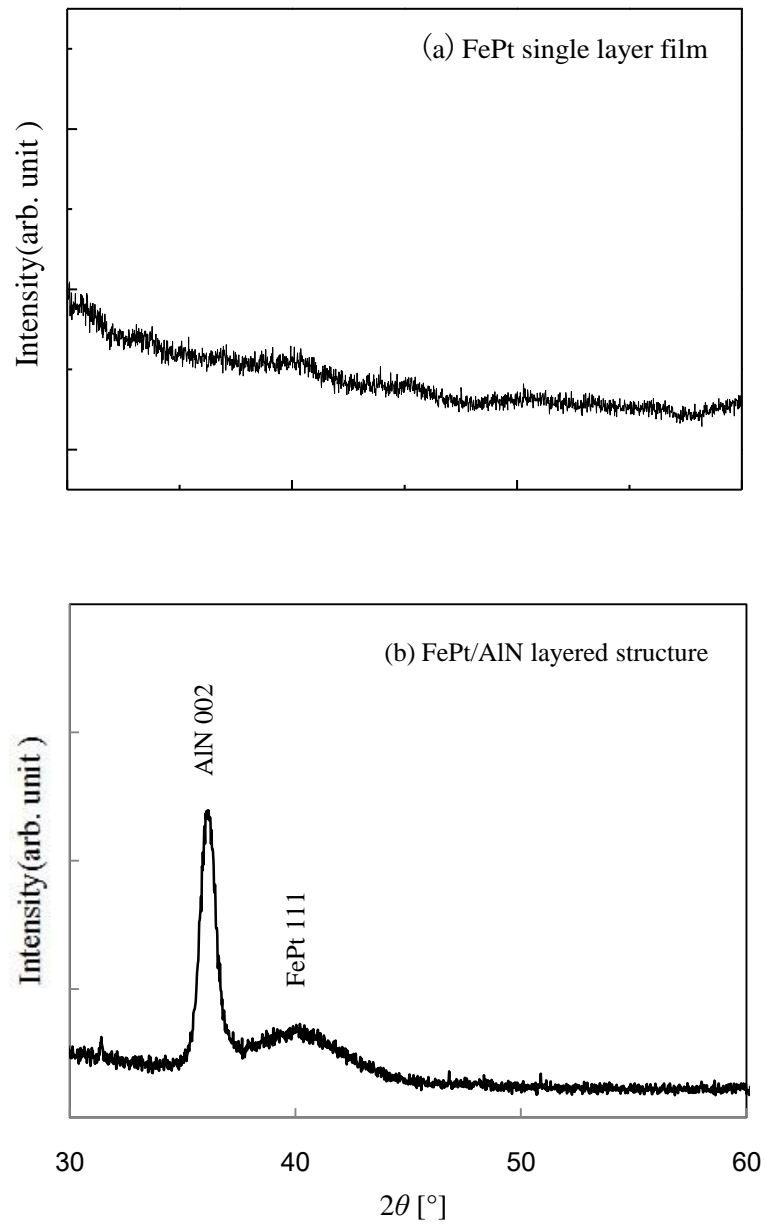 (a) FePt single layer film
Intensity(arb. unit )
(b) FePt/AlN layered structure
AlN 002
FePt 111
Intensity(arb. unit )
30 40 50 60
2θ [°]